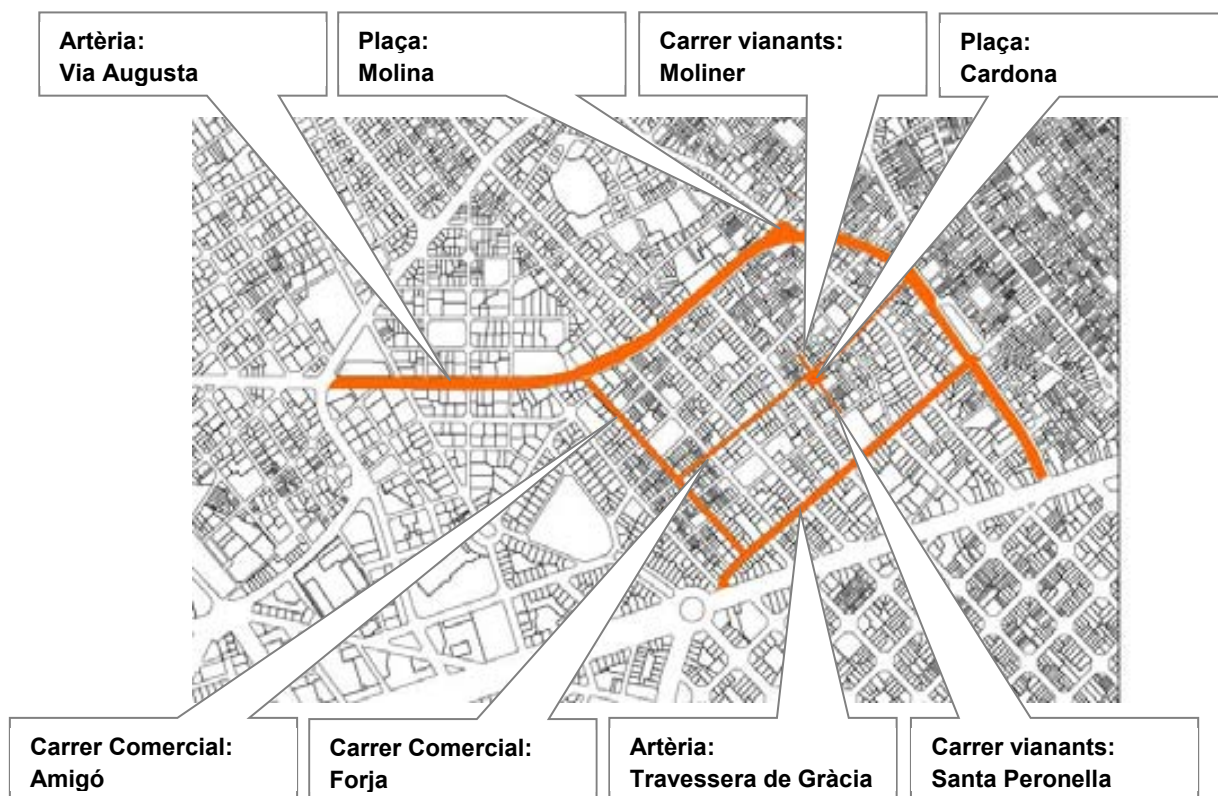 Artèria:
Via Augusta
Plaça:
Molina
Carrer vianants:
Moliner
Plaça:
Cardona
Carrer Comercial:
Amigó
Carrer Comercial:
Forja
Artèria:
Travessera de Gràcia
Carrer vianants:
Santa Peronella